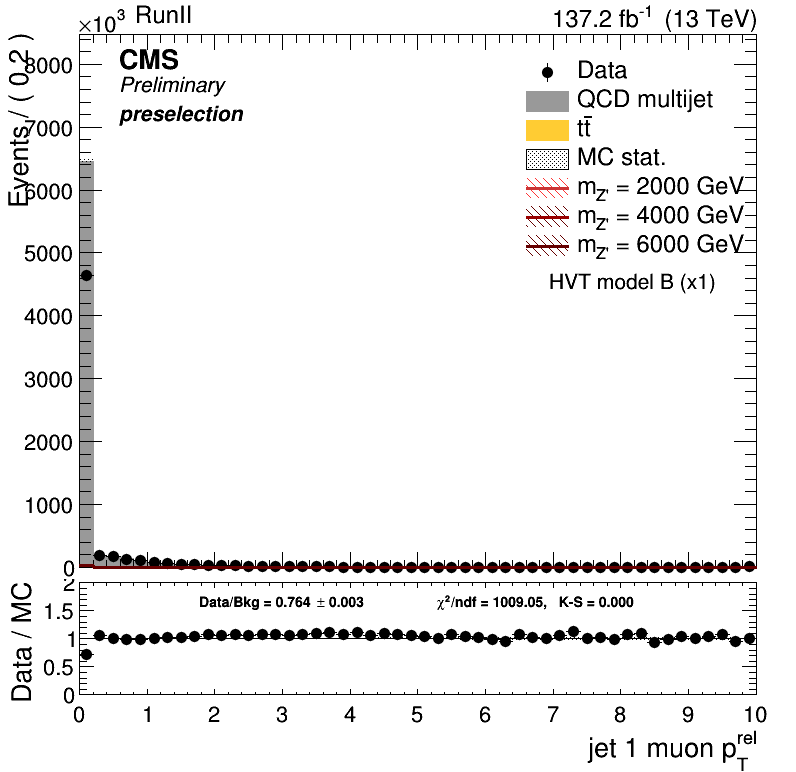 ×10³ RunII 137.2 fb⁻¹ (13 TeV)
CMS
Preliminary
preselection
Data
QCD multijet
tt̄
MC stat.
m_Z' = 2000 GeV
m_Z' = 4000 GeV
m_Z' = 6000 GeV
HVT model B (x1)
Events / ( 0.2 )
8000
7000
6000
5000
4000
3000
2000
1000
0
Data/Bkg = 0.764 ± 0.003 χ²/ndf = 1009.05, K-S = 0.000
Data / MC
2
1.5
1
0.5
0
0 1 2 3 4 5 6 7 8 9 10
jet 1 muon p_T^rel